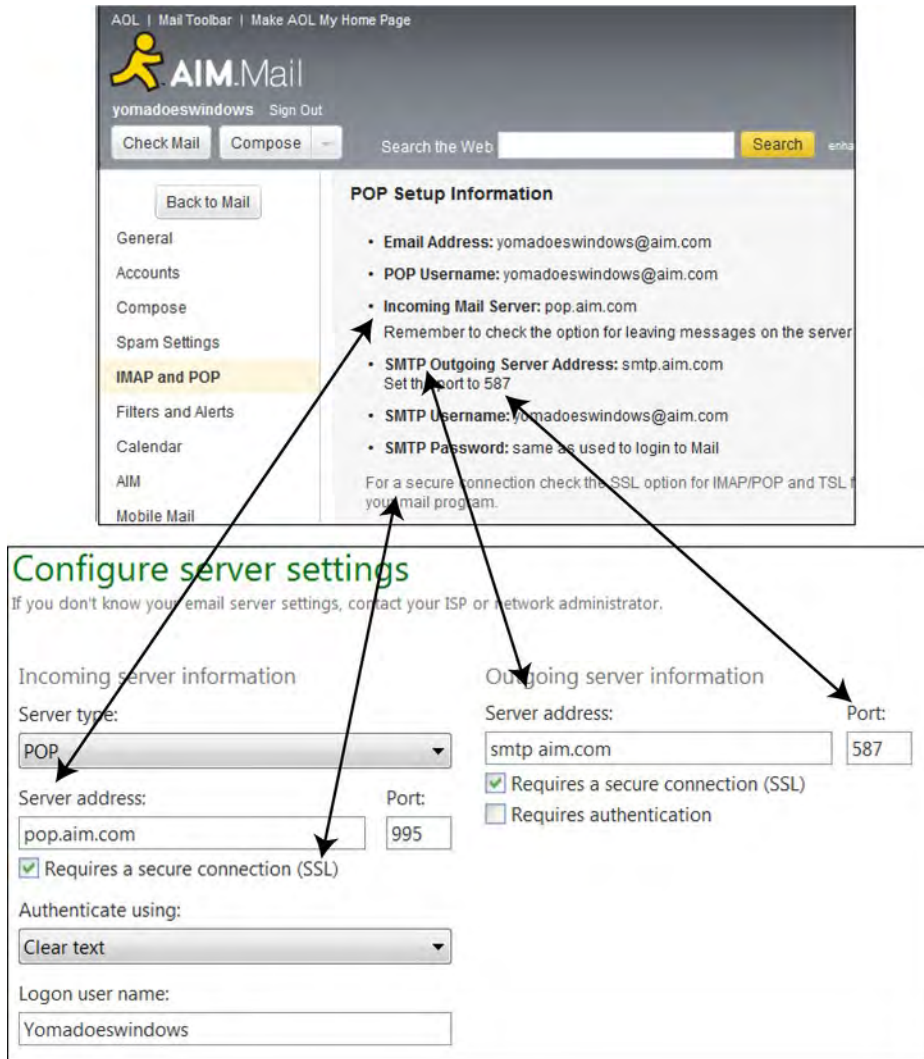 AOL | Mail Toolbar | Make AOL My Home Page
AIM.Mail
yomadoeswindows Sign Out
Check Mail Compose Search the Web Search enha
Back to Mail
General
Accounts
Compose
Spam Settings
IMAP and POP
Filters and Alerts
Calendar
AIM
Mobile Mail
POP Setup Information
• Email Address: yomadoeswindows@aim.com
• POP Username: yomadoeswindows@aim.com
• Incoming Mail Server: pop.aim.com
Remember to check the option for leaving messages on the server
• SMTP Outgoing Server Address: smtp.aim.com
Set the port to 587
• SMTP Username: yomadoeswindows@aim.com
• SMTP Password: same as used to login to Mail
For a secure connection check the SSL option for IMAP/POP and TSL f
your mail program.
Configure server settings
If you don't know your email server settings, contact your ISP or network administrator.
Incoming server information
Server type:
POP
Server address: Port:
pop.aim.com 995
Requires a secure connection (SSL)
Authenticate using:
Clear text
Logon user name:
Yomadoeswindows
Outgoing server information
Server address: Port:
smtp aim.com 587
Requires a secure connection (SSL)
Requires authentication